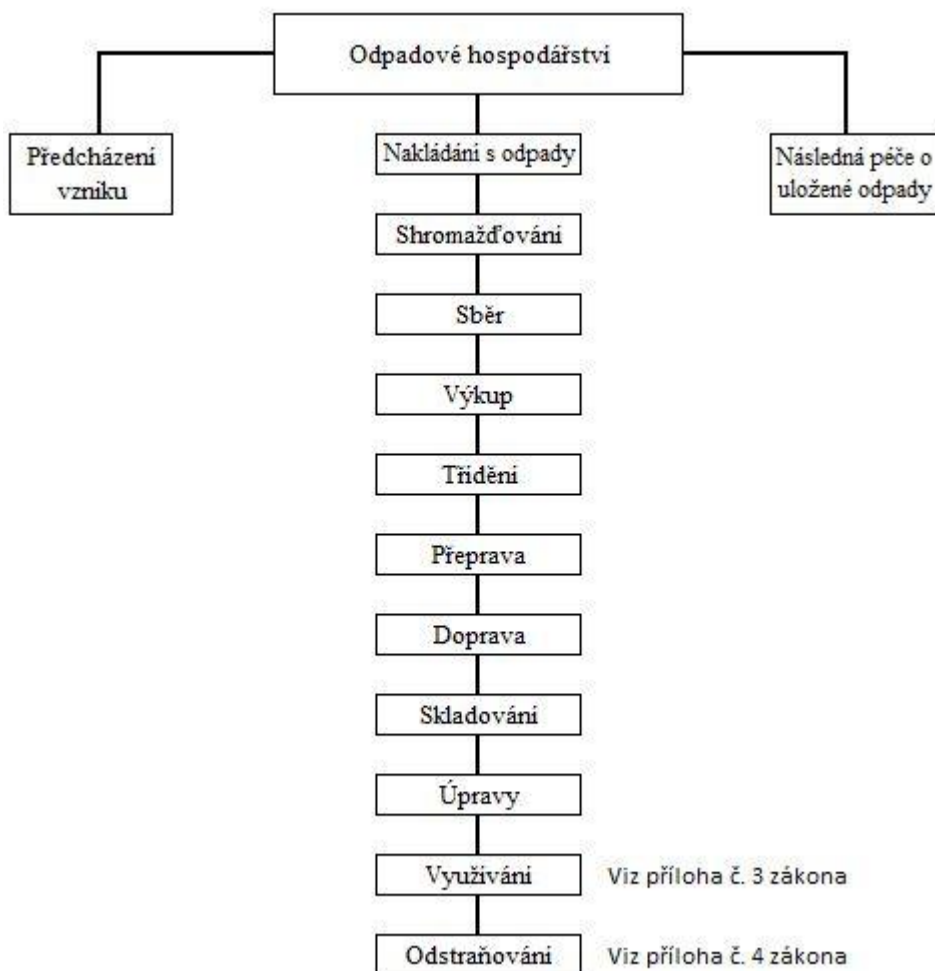 Odpadové hospodářství
Předcházení
vzniku
Nakládání s odpady
Následná péče o
uložené odpady
Shromažďování
Sběr
Výkup
Třídění
Přeprava
Doprava
Skladování
Úpravy
Využívání
Viz příloha č. 3 zákona
Odstraňování
Viz příloha č. 4 zákona